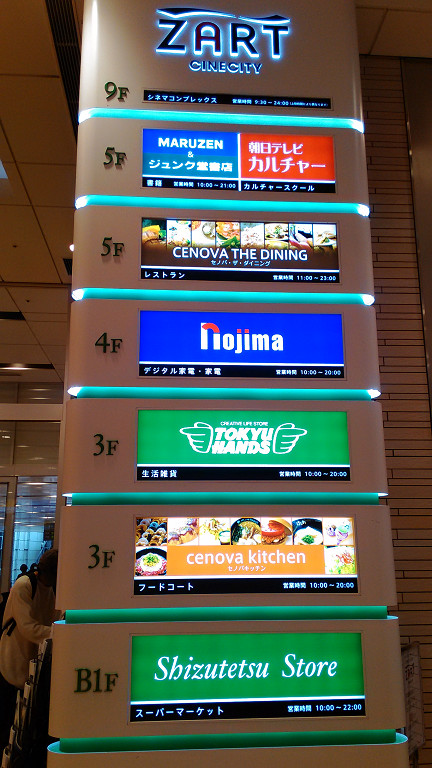 ZART
CINECITY
9F
シネマコンプレックス 営業時間 9:30~24:00
5F
MARUZEN
&
ジュンク堂書店
書籍 営業時間 10:00~21:00
朝日テレビ
カルチャー
カルチャースクール
5F
CENOVA THE DINING
セノバ・ザ・ダイニング
レストラン 営業時間 11:00~23:00
4F
nojima
デジタル家電・家電 営業時間 10:00~20:00
3F
CREATIVE LIFE STORE
TOKYU
HANDS
生活雑貨 営業時間 10:00~20:00
3F
cenova kitchen
セノバキッチン
フードコート 営業時間 10:00~20:00
B1F
Shizutetsu Store
スーパーマーケット 営業時間 10:00~22:00